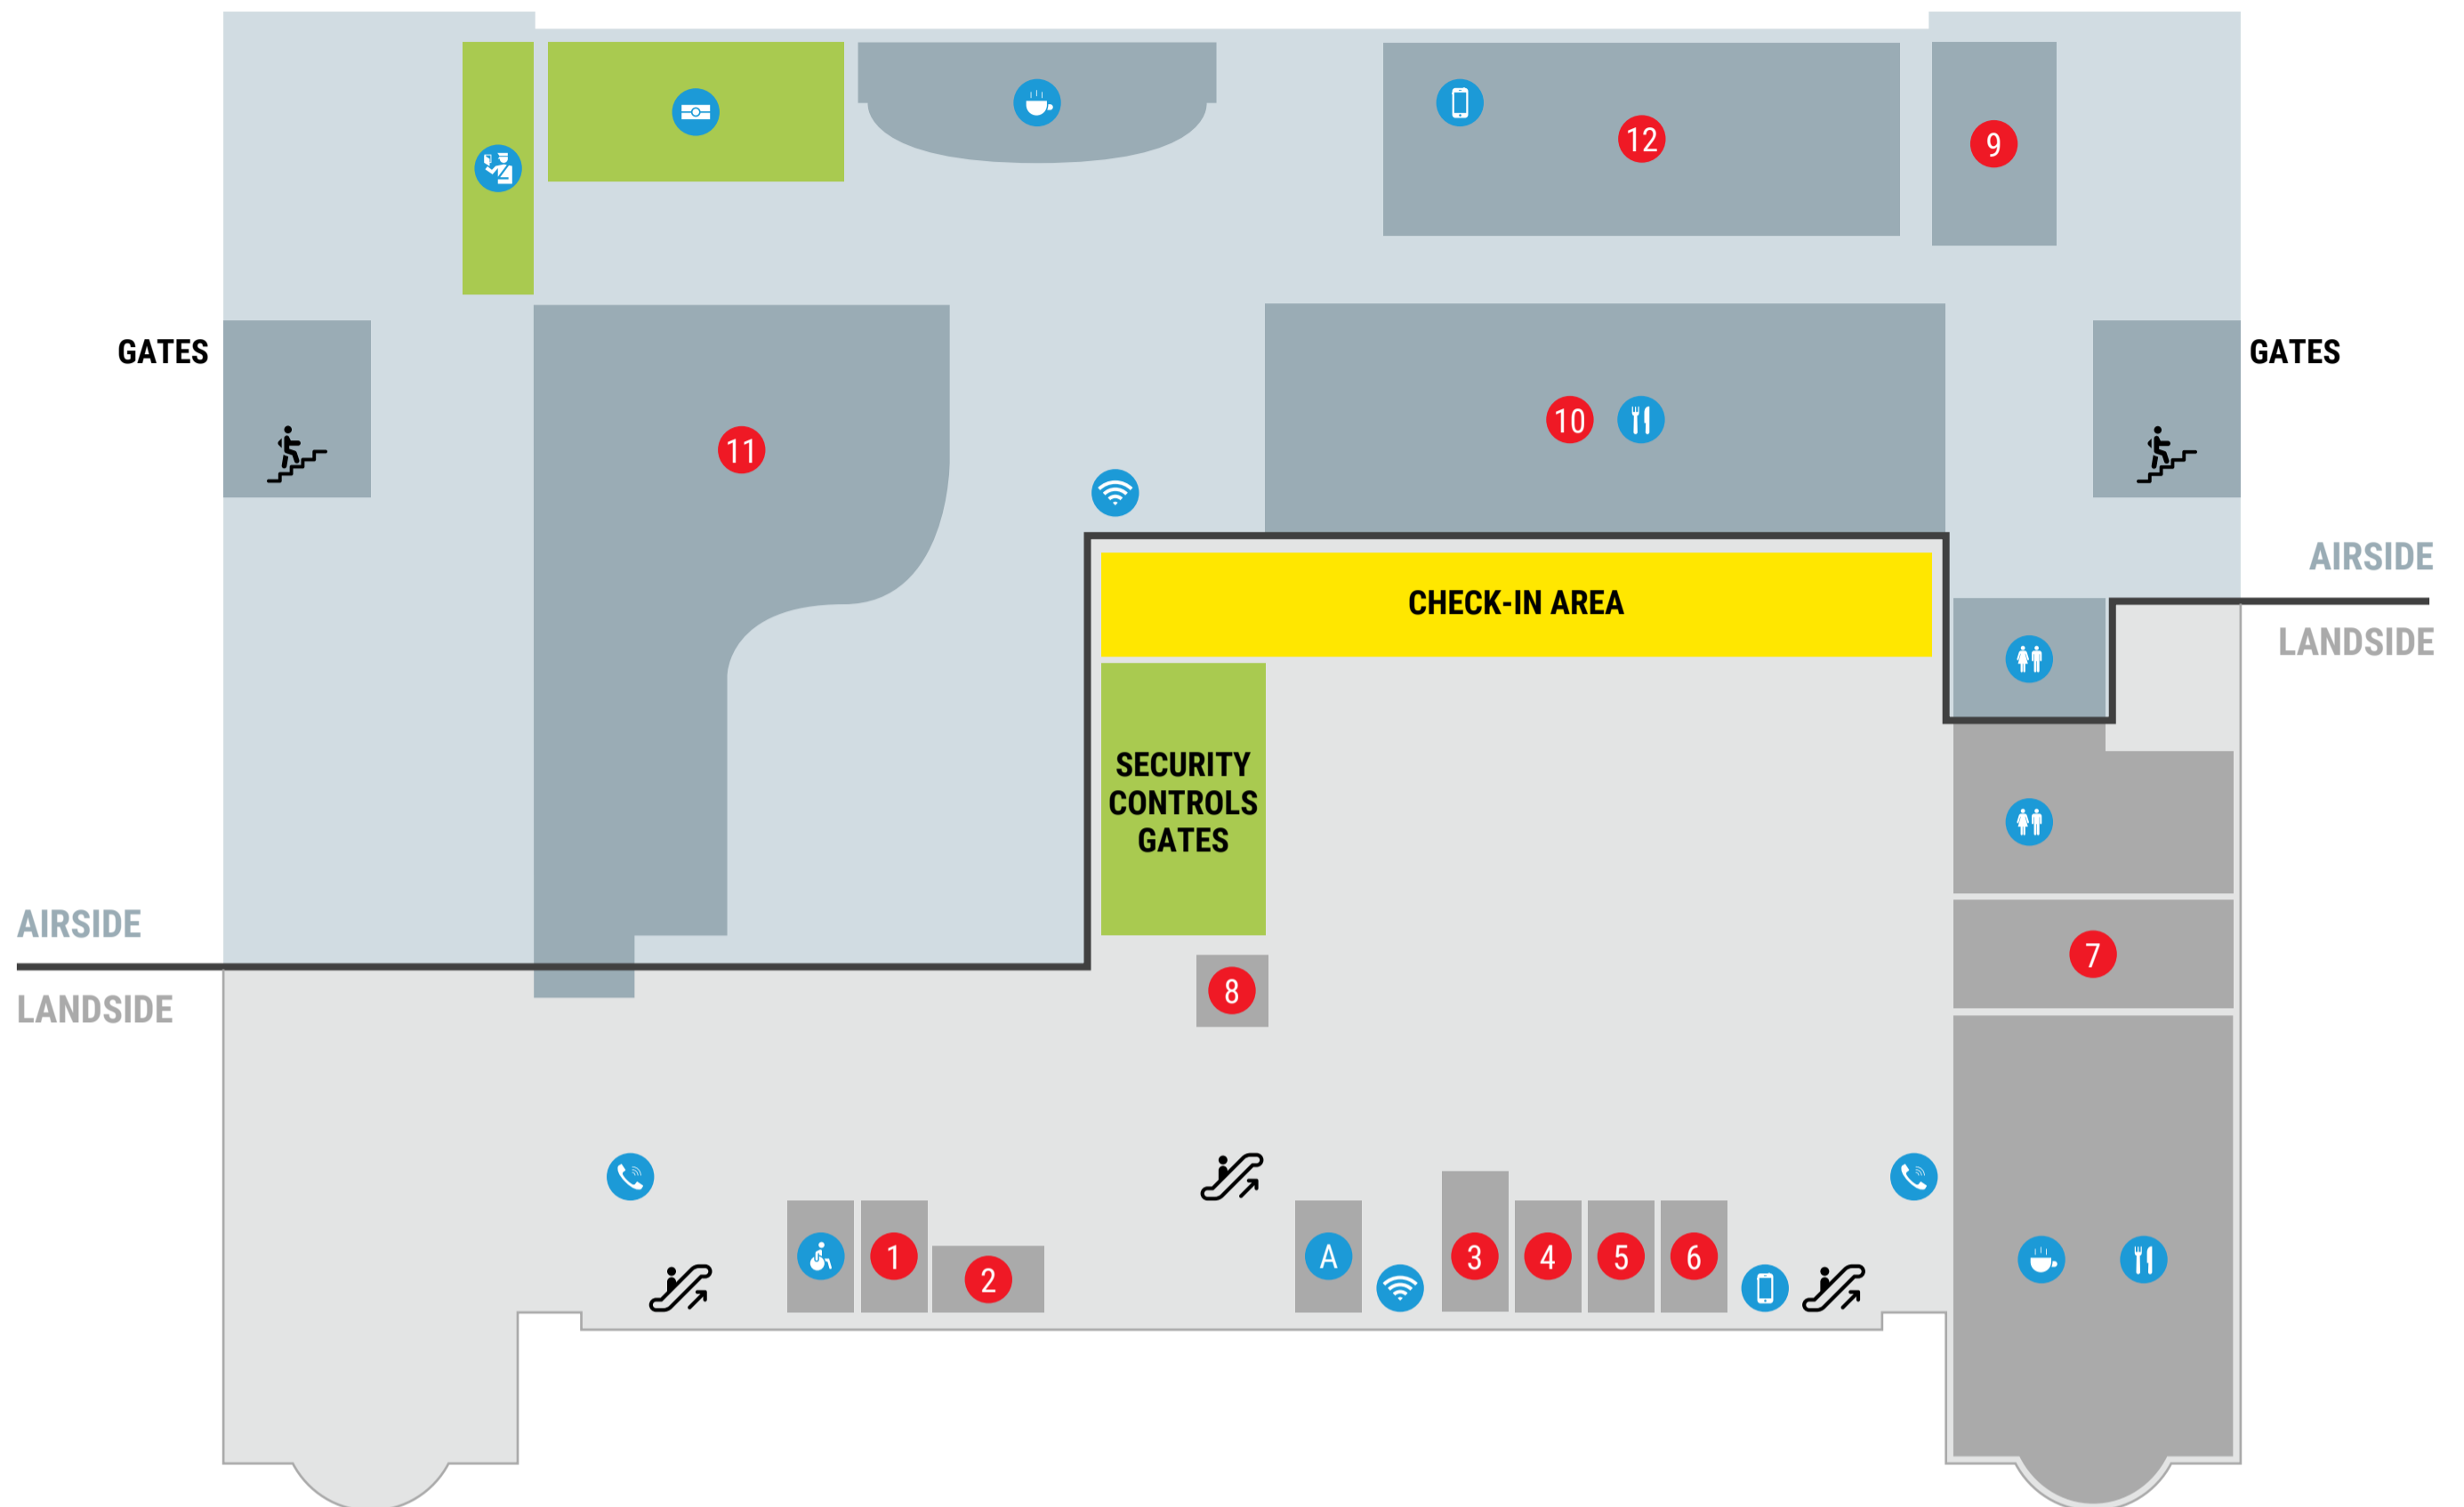 12
9
GATES
GATES
10
11
AIRSIDE
CHECK-IN AREA
LANDSIDE
SECURITY
CONTROLS
GATES
AIRSIDE
7
8
LANDSIDE
1
A
3
4
5
6
2